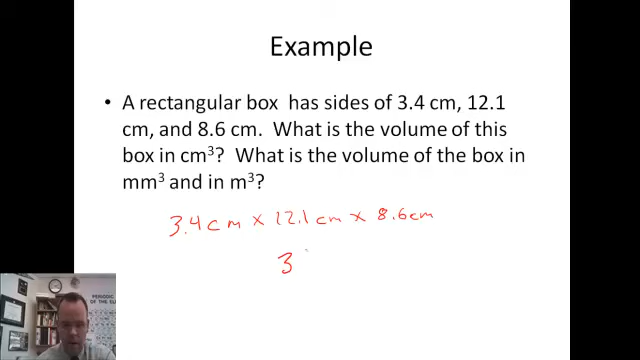 Example
• A rectangular box has sides of 3.4 cm, 12.1
cm, and 8.6 cm. What is the volume of this
box in cm³? What is the volume of the box in
mm³ and in m³?
3.4 cm × 12.1 cm × 8.6 cm
3
PERIODIC